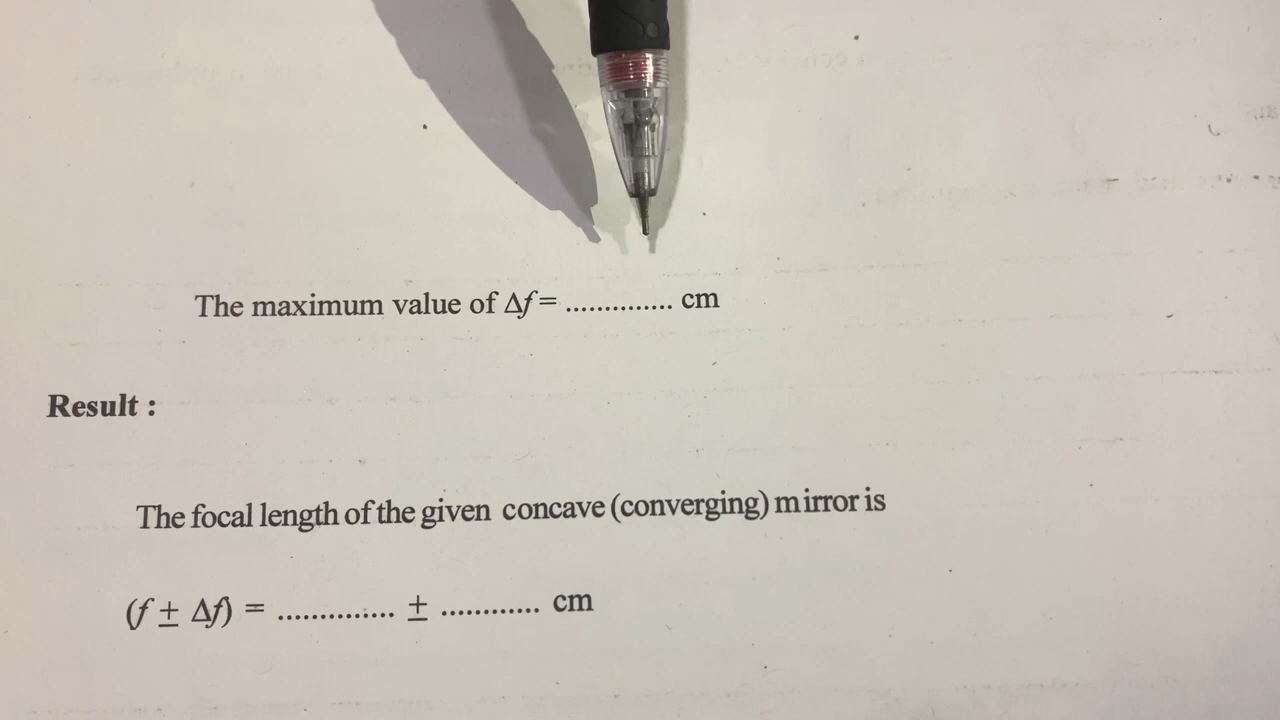 The maximum value of Δf= .............. cm
Result :
The focal length of the given concave (converging) mirror is
(f ± Δf) = .............. ± ............ cm